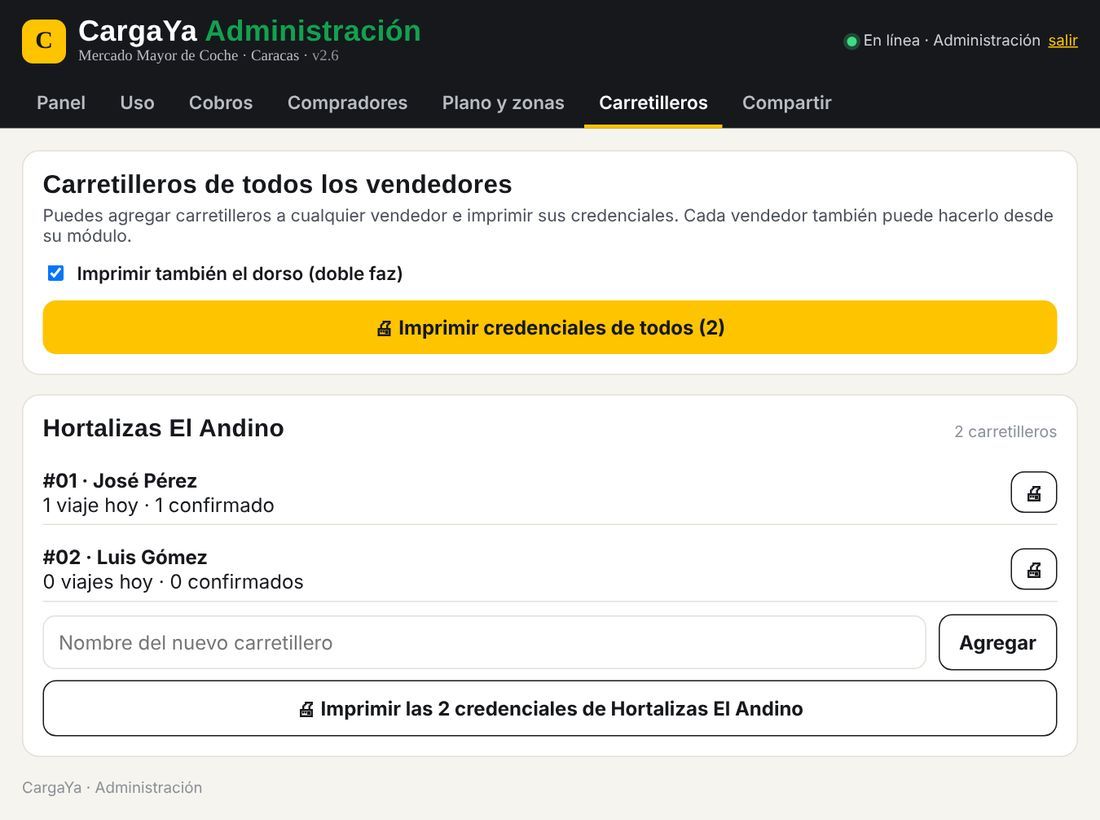 C
CargaYa Administración
Mercado Mayor de Coche · Caracas · v2.6
En línea · Administración salir
Panel Uso Cobros Compradores Plano y zonas Carretilleros Compartir
Carretilleros de todos los vendedores
Puedes agregar carretilleros a cualquier vendedor e imprimir sus credenciales. Cada vendedor también puede hacerlo desde
su módulo.
Imprimir también el dorso (doble faz)
🖨 Imprimir credenciales de todos (2)
Hortalizas El Andino
2 carretilleros
#01 · José Pérez
1 viaje hoy · 1 confirmado
🖨
#02 · Luis Gómez
0 viajes hoy · 0 confirmados
🖨
Nombre del nuevo carretillero
Agregar
🖨 Imprimir las 2 credenciales de Hortalizas El Andino
CargaYa · Administración